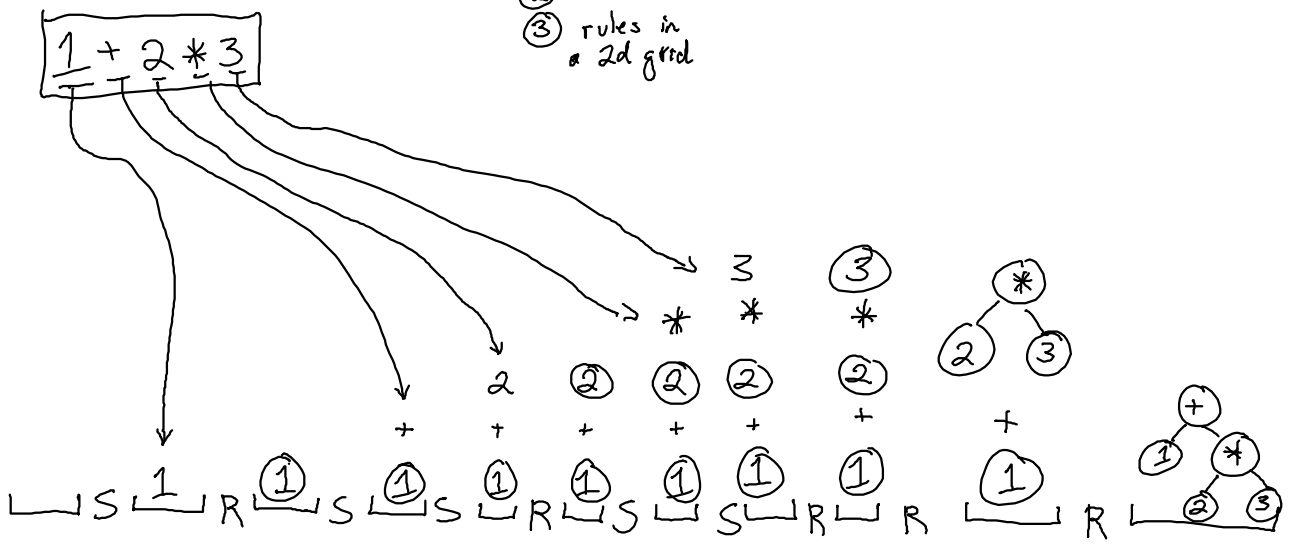 ③ rules in
a 2d grid
1 + 2 * 3
3 ③ *
* * * ② ③
2 ② ② ② ② +
+ + + + + + + ① *
1 ① ① ① ① ① ① ① ① ② ③
S R S S R S S R R R